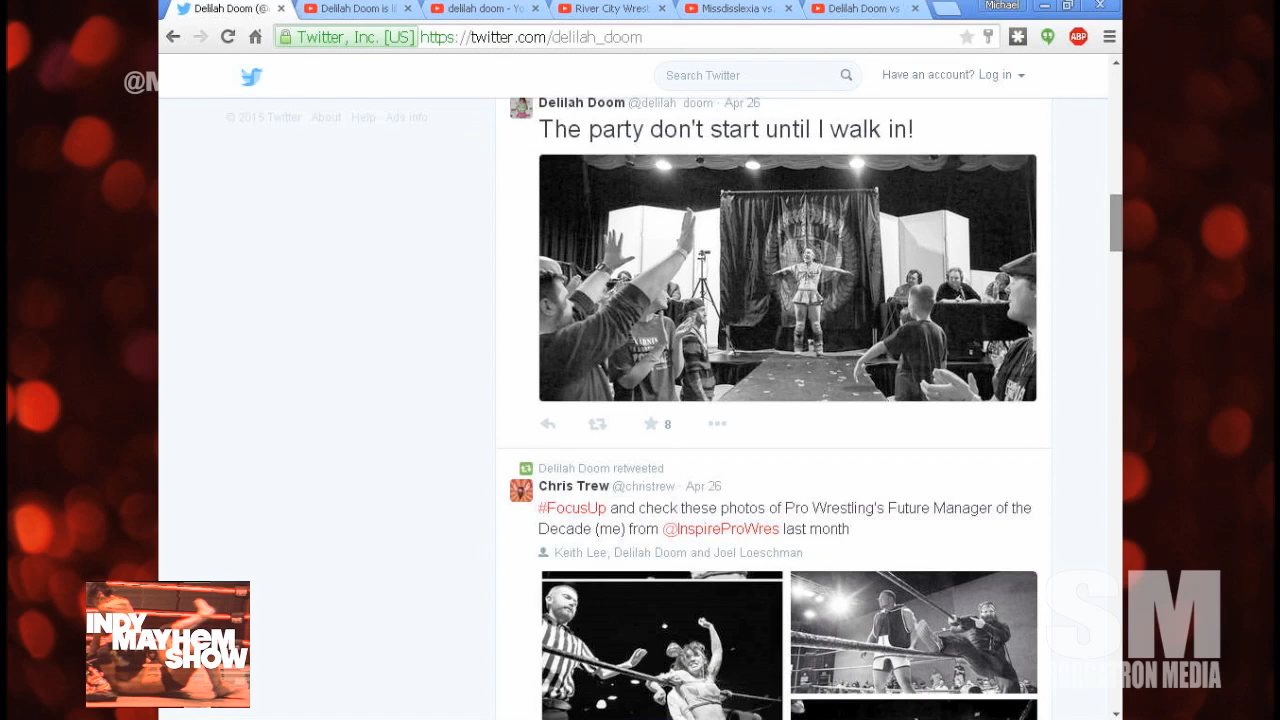 Delilah Doom (@
Delilah Doom is
delilah doom - Yo
River City Wrest
Missdisslexia vs
Delilah Doom vs
Michael
Twitter, Inc. [US] https://twitter.com/delilah_doom
ABP
@M
Search Twitter
Have an account? Log in
© 2015 Twitter About Help Ads info
Delilah Doom @delilah_doom · Apr 26
The party don't start until I walk in!
8
Delilah Doom retweeted
Chris Trew @christrew · Apr 26
#FocusUp and check these photos of Pro Wrestling's Future Manager of the
Decade (me) from @InspireProWres last month
Keith Lee, Delilah Doom and Joel Loeschman
INDY
MAYHEM
SHOW
SM
TRON MEDIA